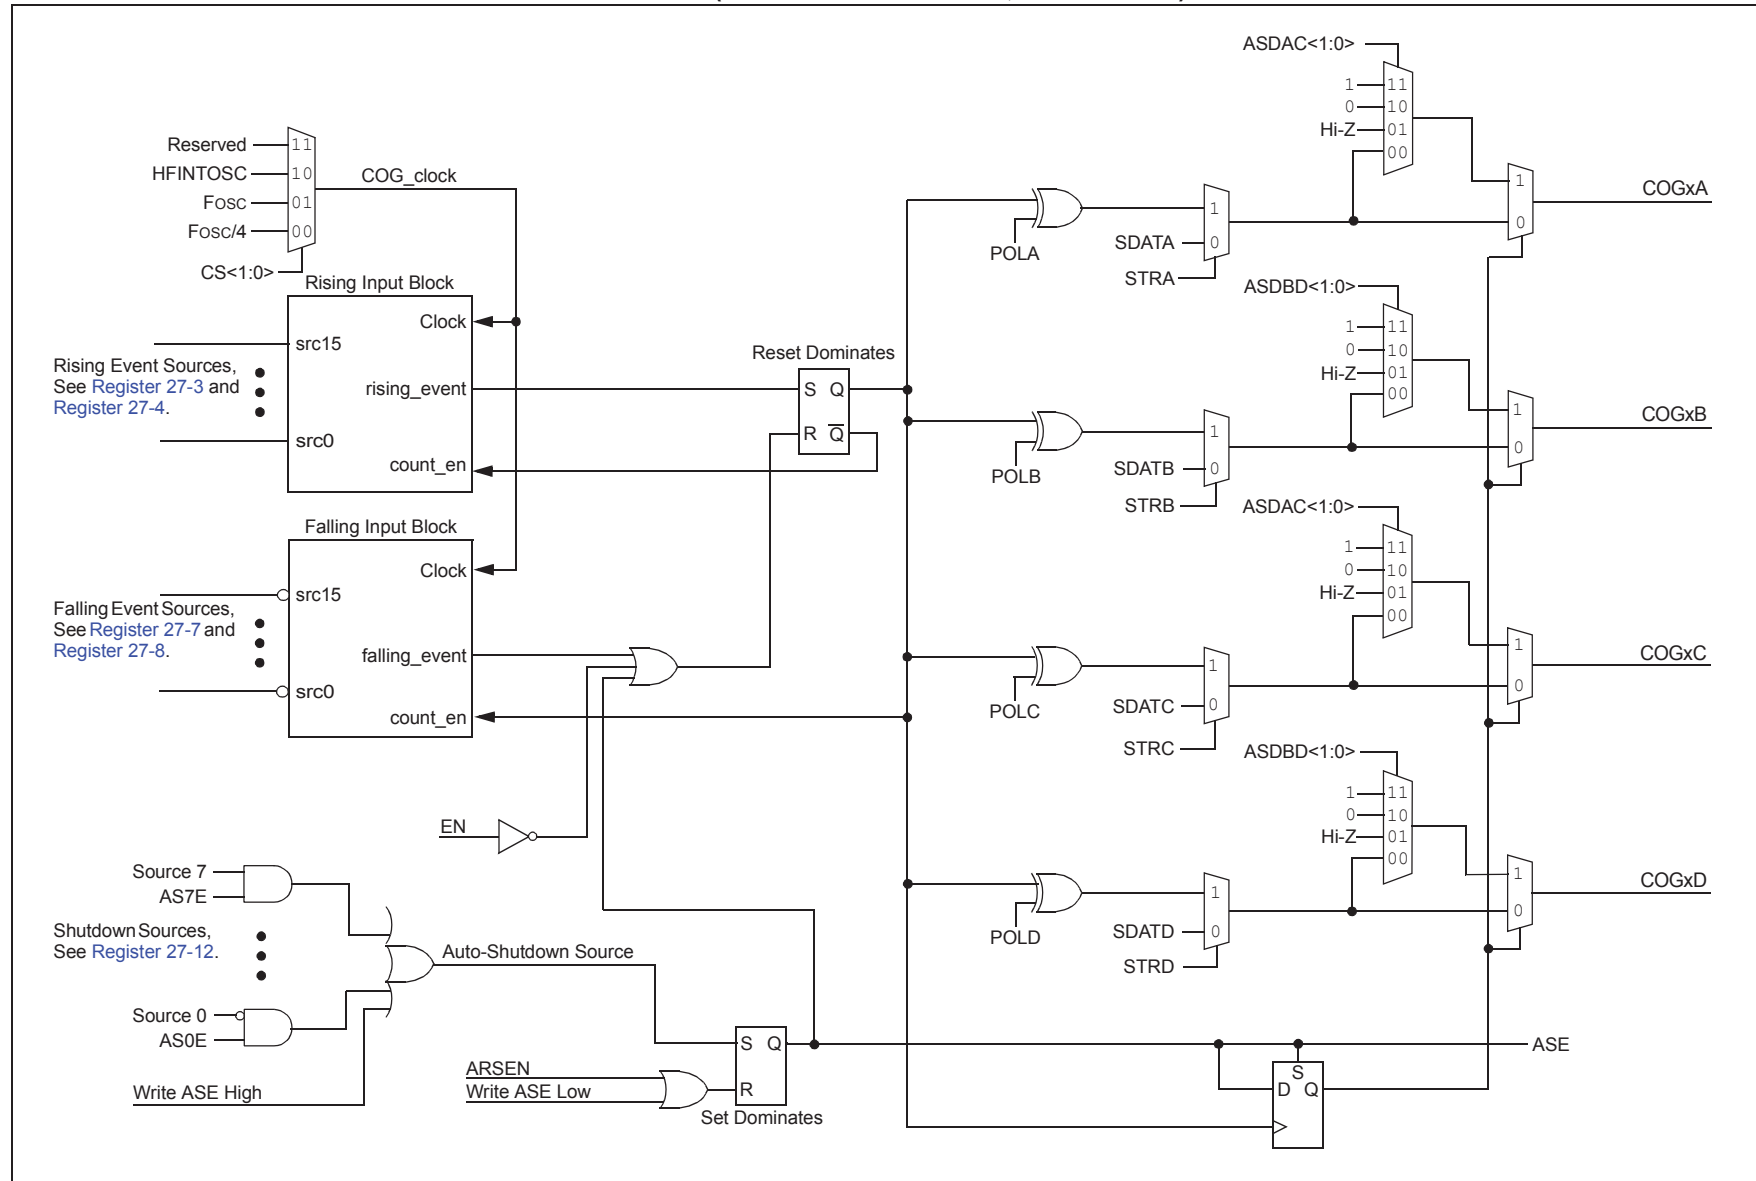 ASDAC<1:0>
1 11
0 10
Hi-Z 01
00
1
0
COGxA
Reserved 11
HFINTOSC 10
FOSC 01
FOSC/4 00
CS<1:0>
COG_clock
POLA
1
SDATA 0
STRA
Rising Input Block
Clock
src15
Rising Event Sources,
See Register 27-3 and
Register 27-4.
rising_event
src0
count_en
Reset Dominates
S Q
R Q
ASDBD<1:0>
1 11
0 10
Hi-Z 01
00
1
0
COGxB
POLB
1
SDATB 0
STRB
Falling Input Block
Clock
src15
Falling Event Sources,
See Register 27-7 and
Register 27-8.
falling_event
src0
count_en
ASDAC<1:0>
1 11
0 10
Hi-Z 01
00
1
0
COGxC
POLC
1
SDATC 0
STRC
EN
ASDBD<1:0>
1 11
0 10
Hi-Z 01
00
1
0
COGxD
POLD
1
SDATD 0
STRD
Source 7
AS7E
Shutdown Sources,
See Register 27-12.
Source 0
AS0E
Write ASE High
Auto-Shutdown Source
ARSEN
Write ASE Low
S Q
R
Set Dominates
ASE
S
D Q